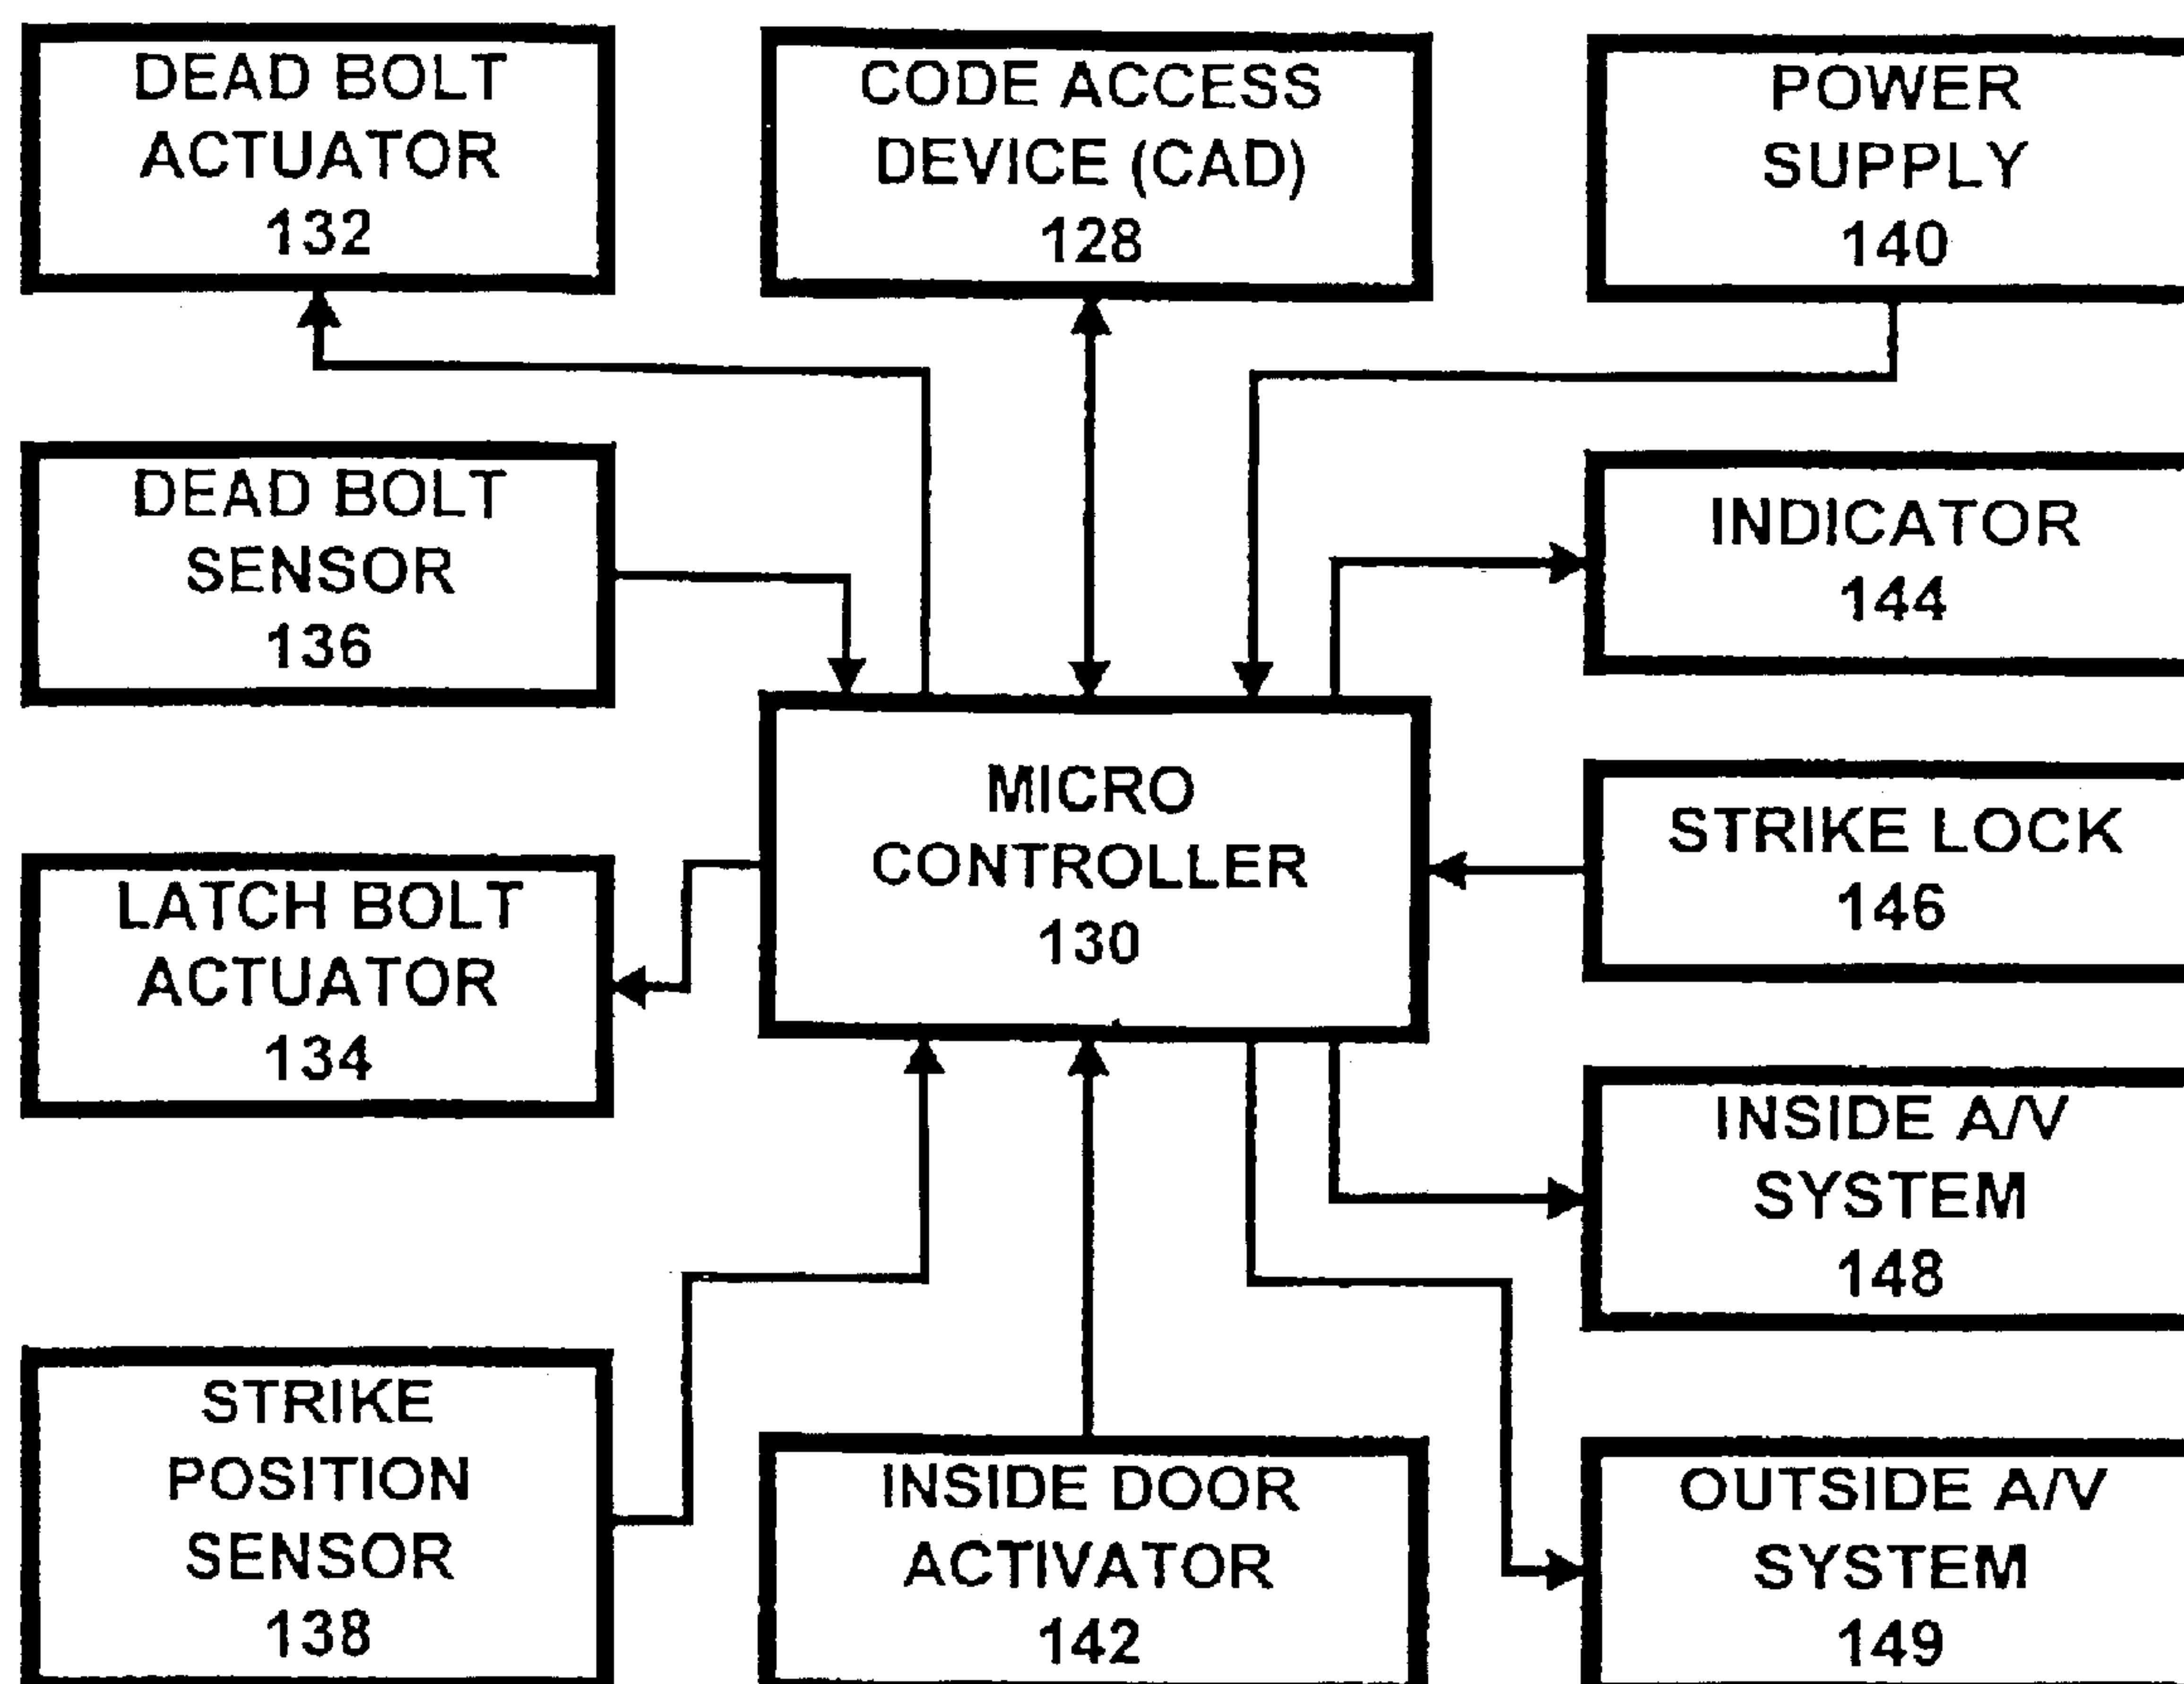 DEAD BOLT
ACTUATOR
132
CODE ACCESS
DEVICE (CAD)
128
POWER
SUPPLY
140
DEAD BOLT
SENSOR
136
INDICATOR
144
MICRO
CONTROLLER
130
STRIKE LOCK
146
LATCH BOLT
ACTUATOR
134
INSIDE A/V
SYSTEM
148
STRIKE
POSITION
SENSOR
138
INSIDE DOOR
ACTIVATOR
142
OUTSIDE A/V
SYSTEM
149